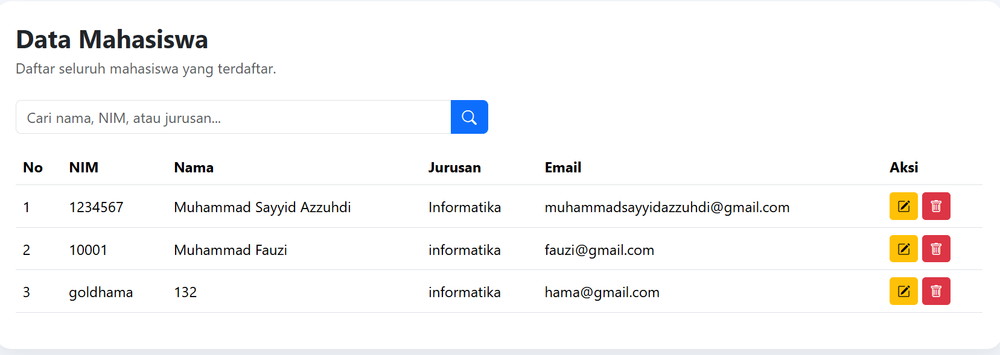 Data Mahasiswa
Daftar seluruh mahasiswa yang terdaftar.
Cari nama, NIM, atau jurusan...
No NIM Nama Jurusan Email Aksi
1 1234567 Muhammad Sayyid Azzuhdi Informatika muhammadsayyidazzuhdi@gmail.com
2 10001 Muhammad Fauzi informatika fauzi@gmail.com
3 goldhama 132 informatika hama@gmail.com